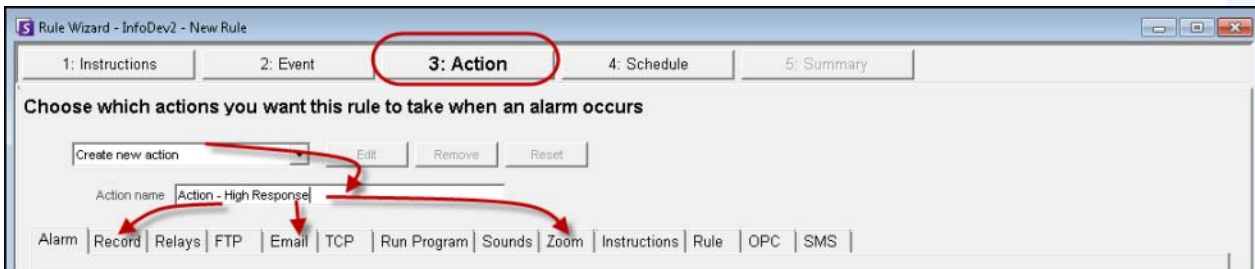 Rule Wizard - InfoDev2 - New Rule
1: Instructions 2: Event 3: Action 4: Schedule 5: Summary
Choose which actions you want this rule to take when an alarm occurs
Create new action Edit Remove Reset
Action name Action - High Response
Alarm Record Relays FTP Email TCP Run Program Sounds Zoom Instructions Rule OPC SMS